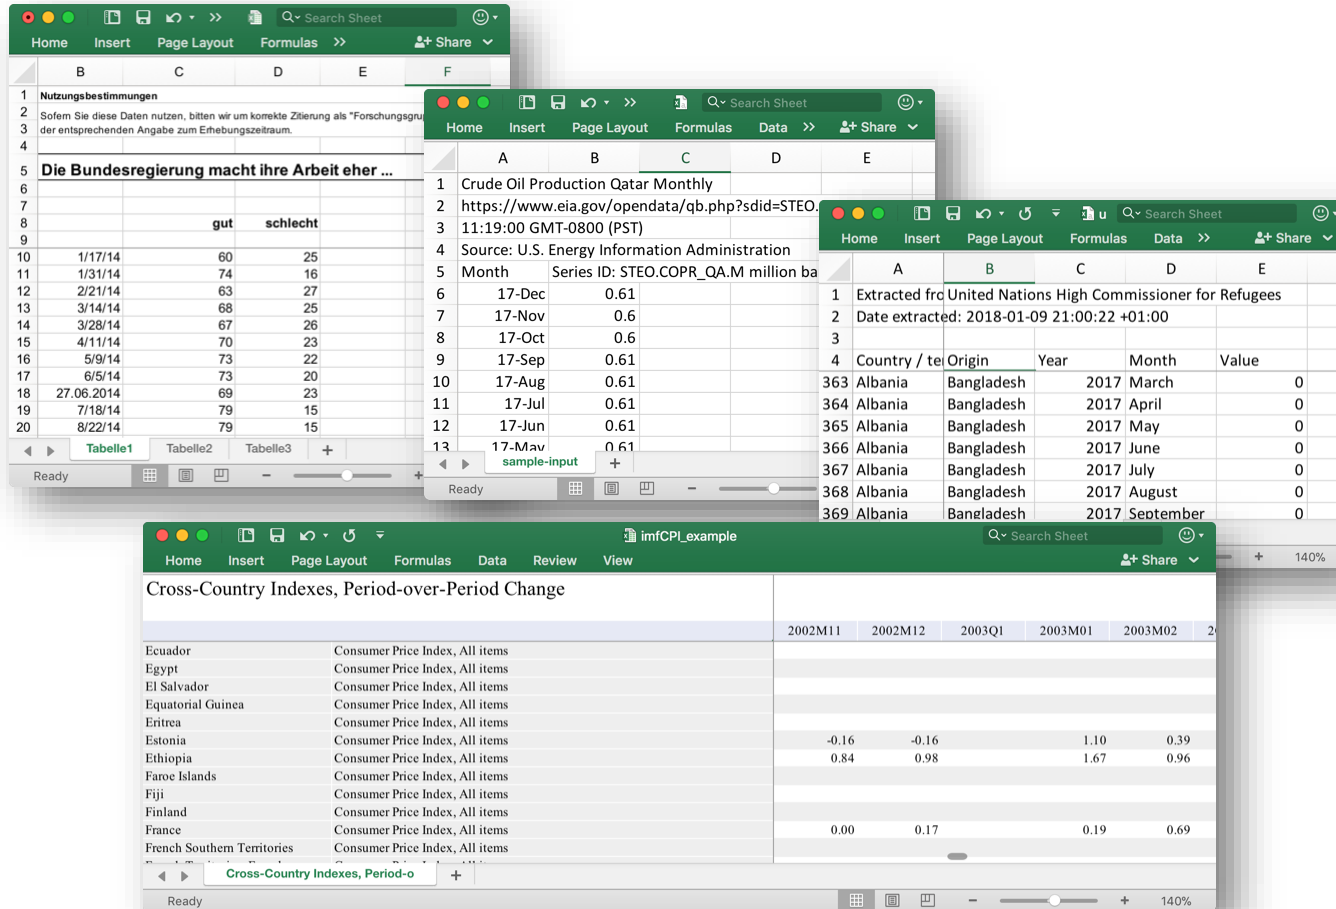 Search Sheet
Home Insert Page Layout Formulas Share
B C D E F
1 Nutzungsbestimmungen
2 Sofern Sie diese Daten nutzen, bitten wir um korrekte Zitierung als "Forschungsgru
3 der entsprechenden Angabe zum Erhebungszeitraum.
4
5 Die Bundesregierung macht ihre Arbeit eher ...
6
7
8 gut schlecht
9
10 1/17/14 60 25
11 1/31/14 74 16
12 2/21/14 63 27
13 3/14/14 68 25
14 3/28/14 67 26
15 4/11/14 70 23
16 5/9/14 73 22
17 6/5/14 73 20
18 27.06.2014 69 23
19 7/18/14 79 15
20 8/22/14 79 15
Tabelle1 Tabelle2 Tabelle3 +
Ready
Search Sheet
Home Insert Page Layout Formulas Data Share
A B C D E
1 Crude Oil Production Qatar Monthly
2 https://www.eia.gov/opendata/qb.php?sdid=STEO.
3 11:19:00 GMT-0800 (PST)
4 Source: U.S. Energy Information Administration
5 Month Series ID: STEO.COPR_QA.M million ba
6 17-Dec 0.61
7 17-Nov 0.6
8 17-Oct 0.6
9 17-Sep 0.61
10 17-Aug 0.61
11 17-Jul 0.61
12 17-Jun 0.61
13 17-May 0.61
sample-input +
Ready
u Search Sheet
Home Insert Page Layout Formulas Data Share
A B C D E
1 Extracted fro United Nations High Commissioner for Refugees
2 Date extracted: 2018-01-09 21:00:22 +01:00
3
4 Country / te Origin Year Month Value
363 Albania Bangladesh 2017 March 0
364 Albania Bangladesh 2017 April 0
365 Albania Bangladesh 2017 May 0
366 Albania Bangladesh 2017 June 0
367 Albania Bangladesh 2017 July 0
368 Albania Bangladesh 2017 August 0
369 Albania Bangladesh 2017 September 0
140%
imfCPI_example Search Sheet
Home Insert Page Layout Formulas Data Review View Share
Cross-Country Indexes, Period-over-Period Change
2002M11 2002M12 2003Q1 2003M01 2003M02 2
Ecuador Consumer Price Index, All items
Egypt Consumer Price Index, All items
El Salvador Consumer Price Index, All items
Equatorial Guinea Consumer Price Index, All items
Eritrea Consumer Price Index, All items
Estonia Consumer Price Index, All items -0.16 -0.16 1.10 0.39
Ethiopia Consumer Price Index, All items 0.84 0.98 1.67 0.96
Faroe Islands Consumer Price Index, All items
Fiji Consumer Price Index, All items
Finland Consumer Price Index, All items
France Consumer Price Index, All items 0.00 0.17 0.19 0.69
French Southern Territories Consumer Price Index, All items
Cross-Country Indexes, Period-o +
Ready 140%